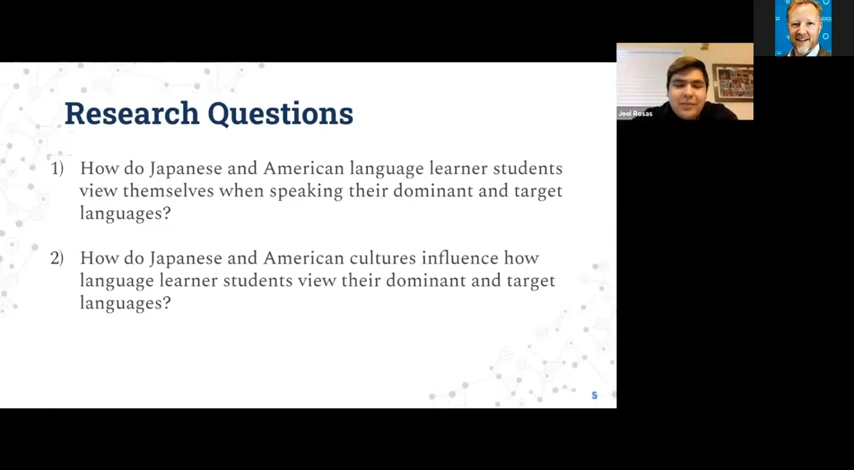 Research Questions
1) How do Japanese and American language learner students
view themselves when speaking their dominant and target
languages?
2) How do Japanese and American cultures influence how
language learner students view their dominant and target
languages?
5
Joel Rosas